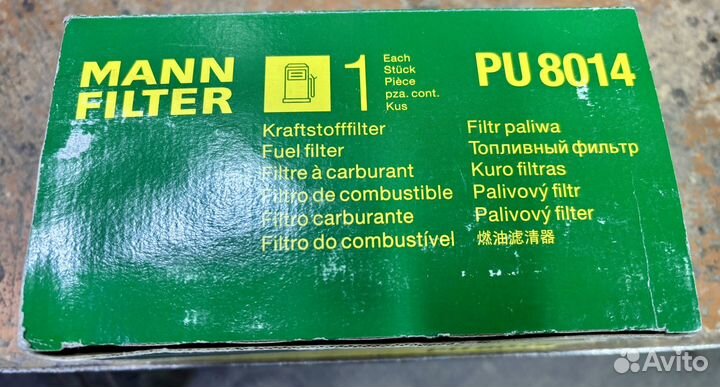 MANN
FILTER
1
Each
Stück
Pièce
pza. cont.
Kus
PU 8014
Kraftstofffilter
Fuel filter
Filtre à carburant
Filtro de combustible
Filtro carburante
Filtro do combustível
Filtr paliwa
Топливный фильтр
Kuro filtras
Palivový filtr
Palivový filter
燃油滤清器
Avito